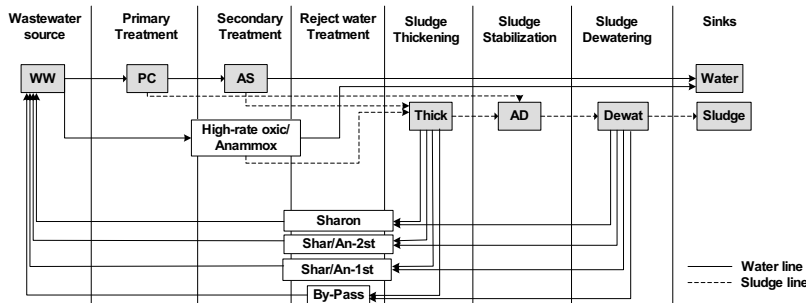 Wastewater source
Primary Treatment
Secondary Treatment
Reject water Treatment
Sludge Thickening
Sludge Stabilization
Sludge Dewatering
Sinks
WW
PC
AS
Water
High-rate oxic/
Anammox
Thick
AD
Dewat
Sludge
Sharon
Shar/An-2st
Shar/An-1st
By-Pass
Water line
Sludge line